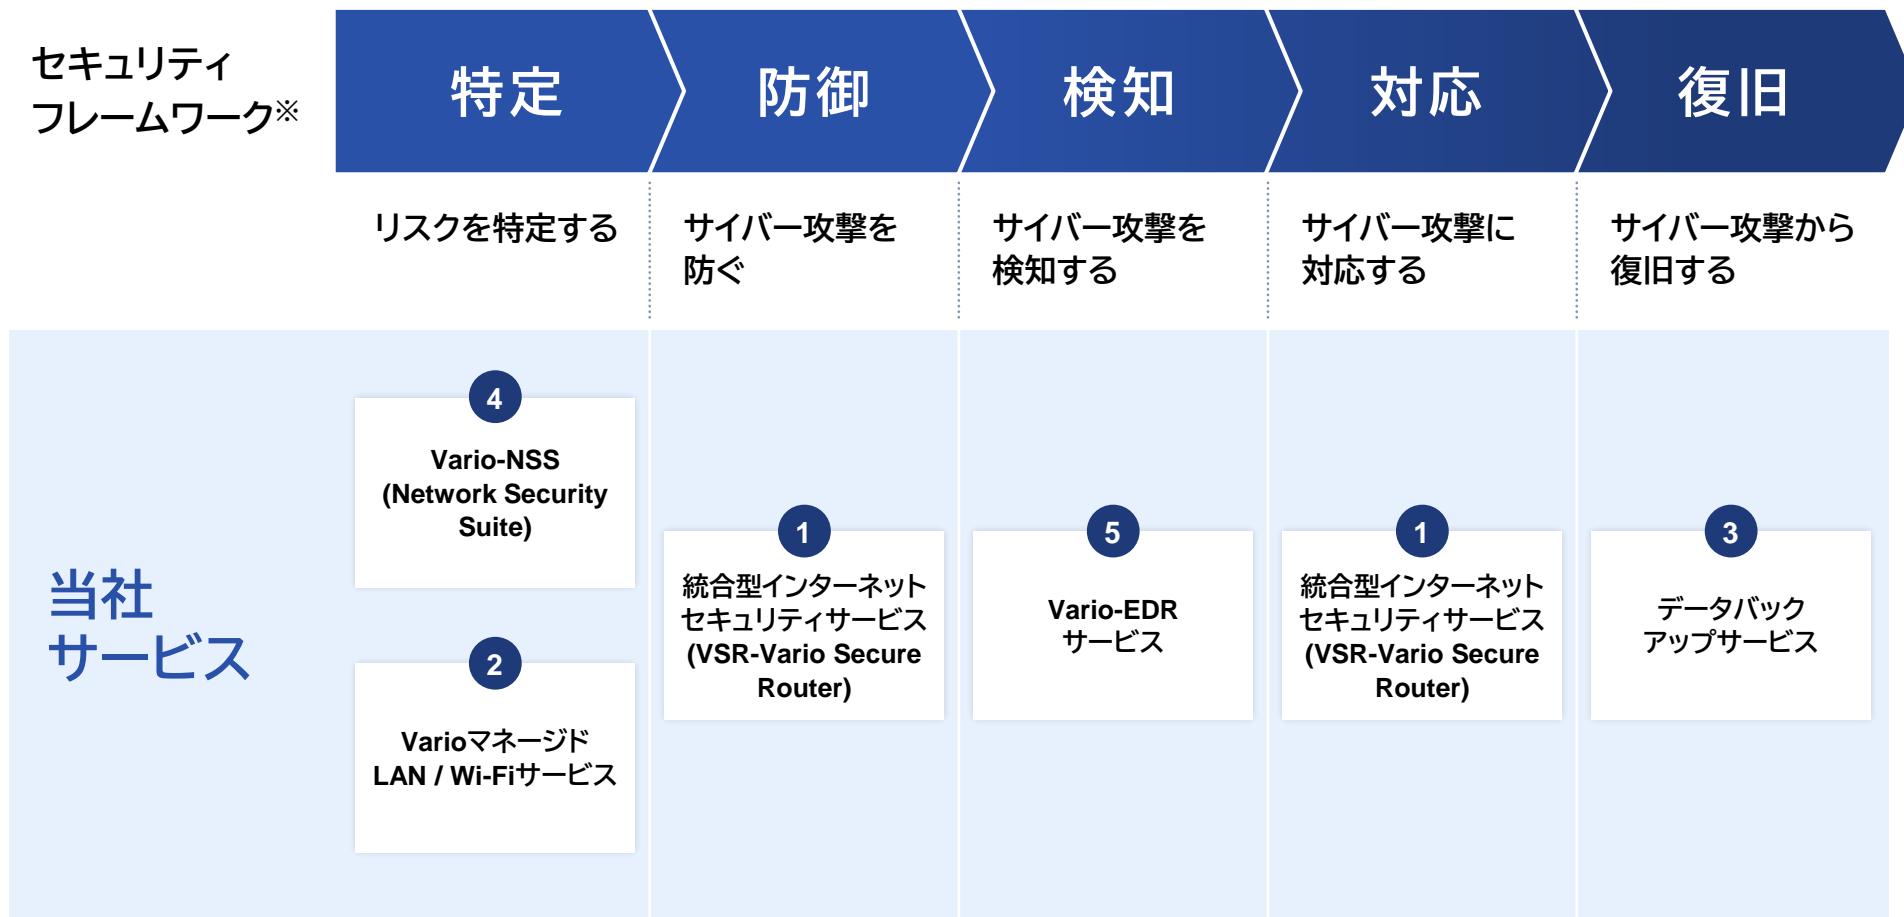 セキュリティ
フレームワーク※
特定
防御
検知
対応
復旧
リスクを特定する
サイバー攻撃を
防ぐ
サイバー攻撃を
検知する
サイバー攻撃に
対応する
サイバー攻撃から
復旧する
当社
サービス
4
Vario-NSS
(Network Security
Suite)
2
Varioマネージド
LAN / Wi-Fiサービス
1
統合型インターネット
セキュリティサービス
(VSR-Vario Secure
Router)
5
Vario-EDR
サービス
1
統合型インターネット
セキュリティサービス
(VSR-Vario Secure
Router)
3
データバック
アップサービス